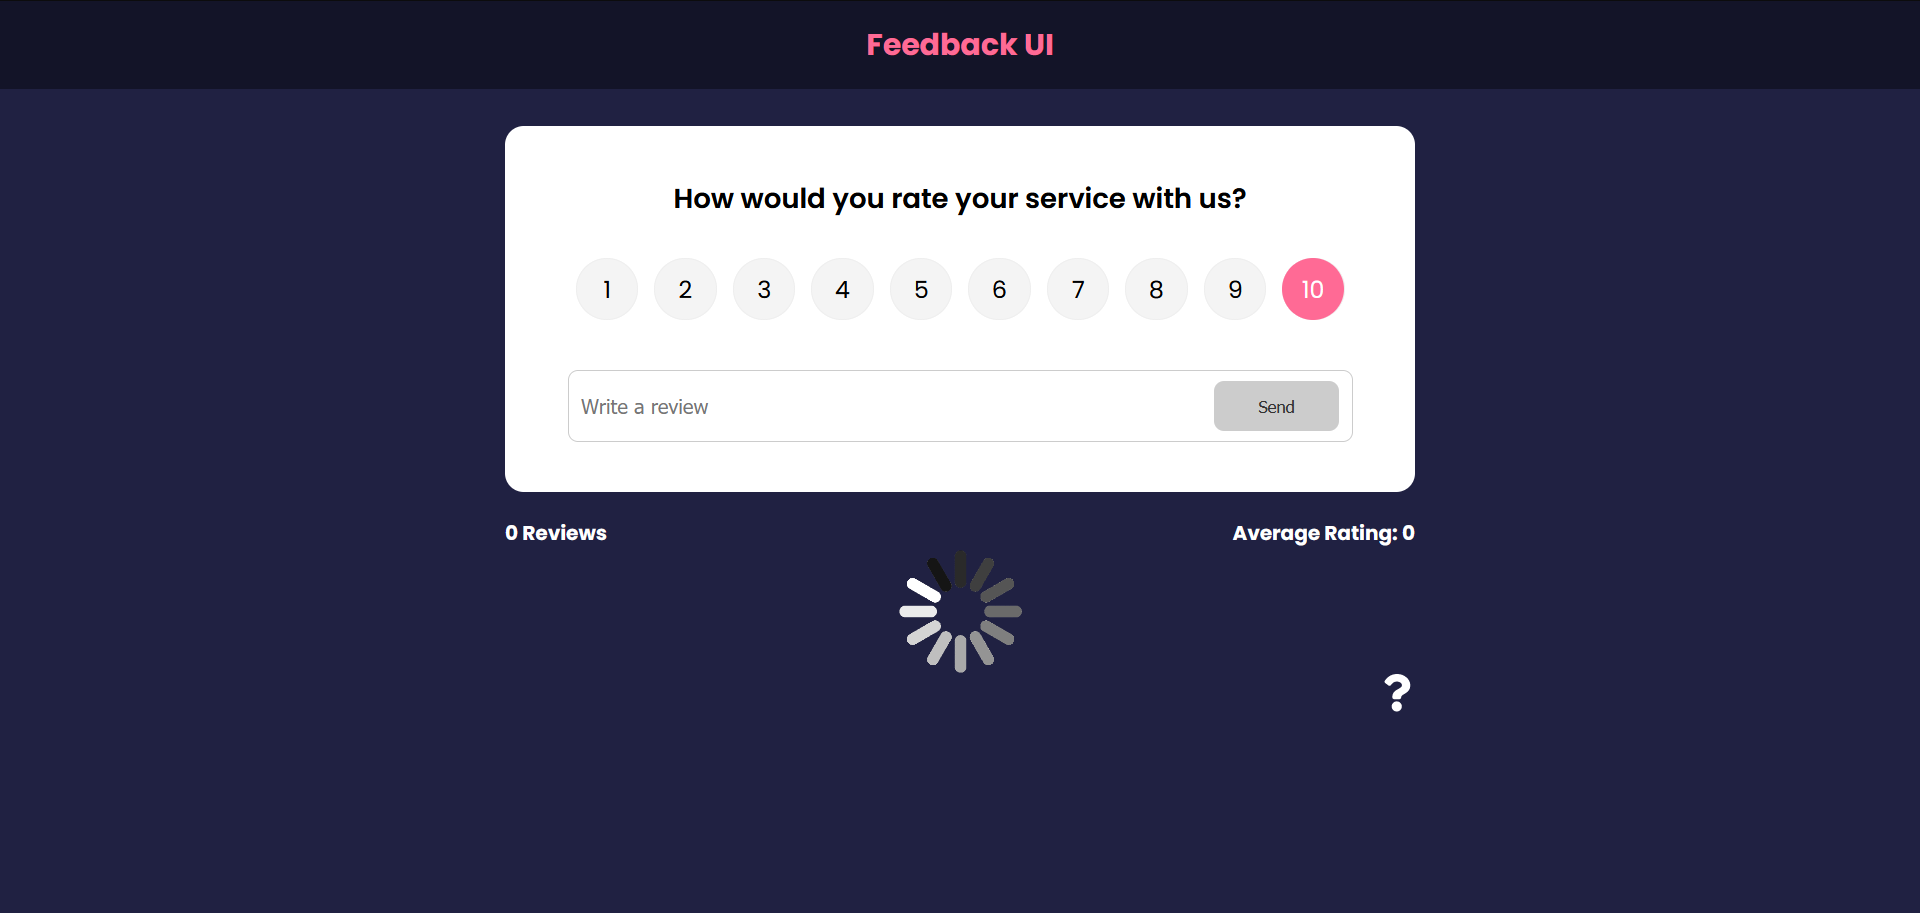 Feedback UI
How would you rate your service with us?
1 2 3 4 5 6 7 8 9 10
Write a review Send
0 Reviews Average Rating: 0
?